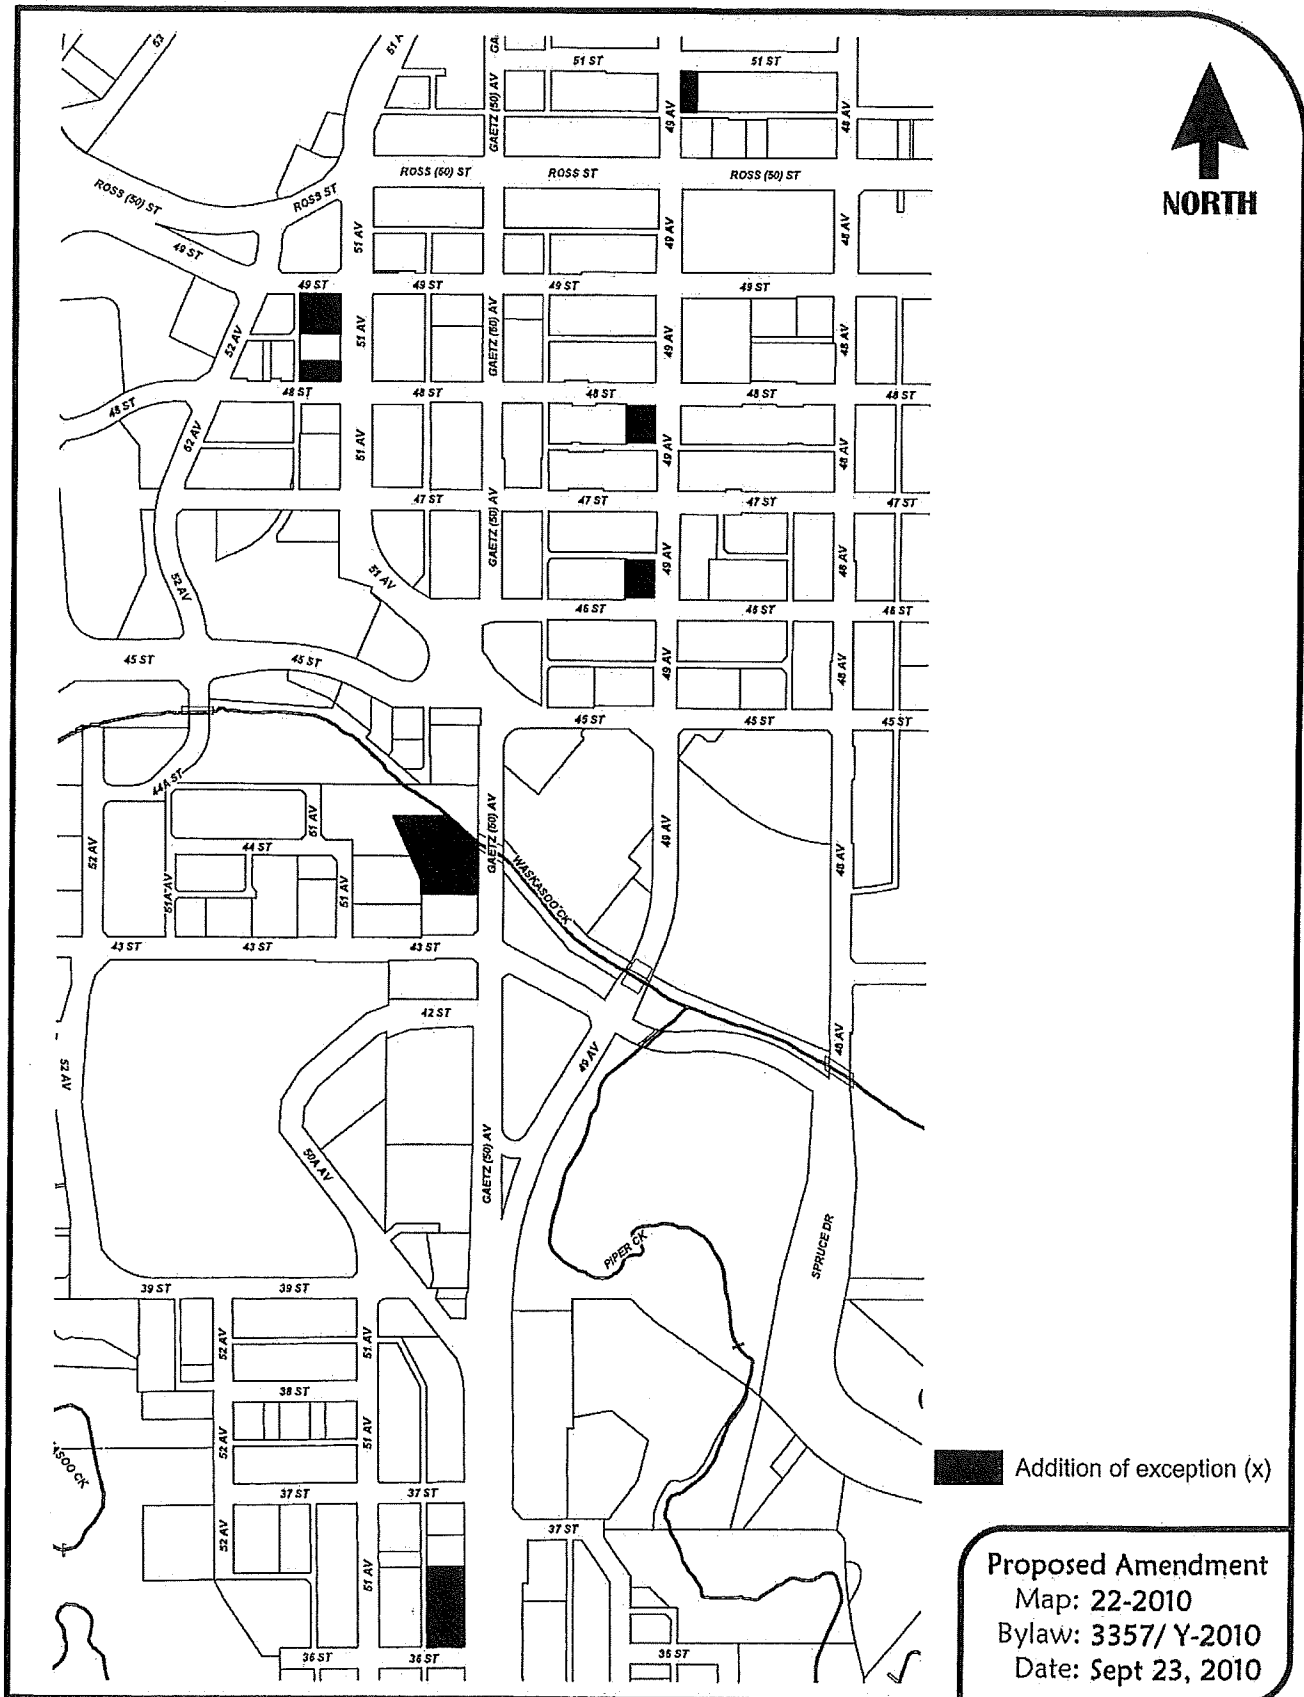 53
51 A
GA
51 ST
51 ST
GAETZ (50) AV
49 AV
48 AV
ROSS (50) ST
ROSS ST
ROSS (50) ST
ROSS (50) ST
ROSS ST
NORTH
49 ST
51 AV
49 AV
48 AV
49 ST
49 ST
49 ST
49 ST
52 AV
51 AV
GAETZ (50) AV
49 AV
48 AV
48 ST
48 ST
48 ST
48 ST
48 ST
48 ST
52 AV
51 AV
49 AV
48 AV
47 ST
47 ST
47 ST
47 ST
GAETZ (50) AV
52 AV
51 AV
49 AV
48 AV
46 ST
46 ST
46 ST
45 ST
45 ST
49 AV
48 AV
45 ST
45 ST
45 ST
44A ST
52 AV
51 AV
44 ST
GAETZ (50) AV
49 AV
48 AV
51A AV
51 AV
WASKASOO CK
43 ST
43 ST
43 ST
42 ST
52 AV
49 AV
48 AV
50A AV
GAETZ (50) AV
PIPER CK
SPRUCE DR
39 ST
39 ST
52 AV
51 AV
38 ST
52 AV
51 AV
ASOO CK
37 ST
37 ST
37 ST
52 AV
51 AV
36 ST
36 ST
36 ST
Addition of exception (x)
Proposed Amendment
Map: 22-2010
Bylaw: 3357/ Y-2010
Date: Sept 23, 2010